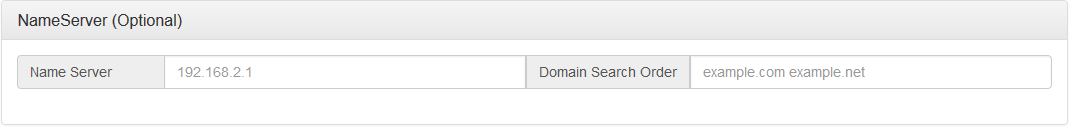 NameServer (Optional)
Name Server 192.168.2.1 Domain Search Order example.com example.net